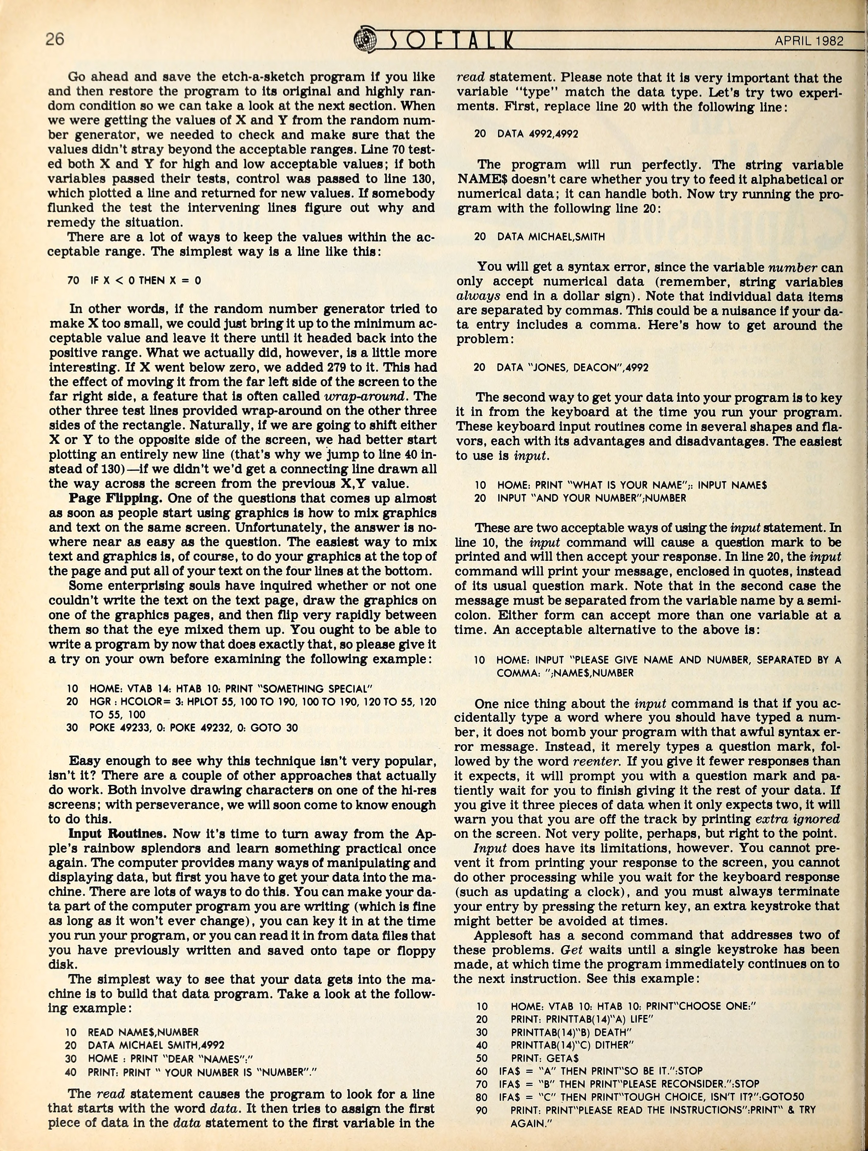 26
SOFTALK
APRIL 1982
Go ahead and save the etch-a-sketch program if you like
and then restore the program to its original and highly ran-
dom condition so we can take a look at the next section. When
we were getting the values of X and Y from the random num-
ber generator, we needed to check and make sure that the
values didn't stray beyond the acceptable ranges. Line 70 test-
ed both X and Y for high and low acceptable values; if both
variables passed their tests, control was passed to line 130,
which plotted a line and returned for new values. If somebody
flunked the test the intervening lines figure out why and
remedy the situation.
There are a lot of ways to keep the values within the ac-
ceptable range. The simplest way is a line like this:
70 IF X < 0 THEN X = 0
In other words, if the random number generator tried to
make X too small, we could just bring it up to the minimum ac-
ceptable value and leave it there until it headed back into the
positive range. What we actually did, however, is a little more
interesting. If X went below zero, we added 279 to it. This had
the effect of moving it from the far left side of the screen to the
far right side, a feature that is often called wrap-around. The
other three test lines provided wrap-around on the other three
sides of the rectangle. Naturally, if we are going to shift either
X or Y to the opposite side of the screen, we had better start
plotting an entirely new line (that's why we jump to line 40 in-
stead of 130)—if we didn't we'd get a connecting line drawn all
the way across the screen from the previous X,Y value.
Page Flipping. One of the questions that comes up almost
as soon as people start using graphics is how to mix graphics
and text on the same screen. Unfortunately, the answer is no-
where near as easy as the question. The easiest way to mix
text and graphics is, of course, to do your graphics at the top of
the page and put all of your text on the four lines at the bottom.
Some enterprising souls have inquired whether or not one
couldn't write the text on the text page, draw the graphics on
one of the graphics pages, and then flip very rapidly between
them so that the eye mixed them up. You ought to be able to
write a program by now that does exactly that, so please give it
a try on your own before examining the following example:
10 HOME: VTAB 14: HTAB 10: PRINT "SOMETHING SPECIAL"
20 HGR : HCOLOR= 3: HPLOT 55, 100 TO 190, 100 TO 190, 120 TO 55, 120
TO 55, 100
30 POKE 49233, 0: POKE 49232, 0: GOTO 30
Easy enough to see why this technique isn't very popular,
isn't it? There are a couple of other approaches that actually
do work. Both involve drawing characters on one of the hi-res
screens; with perseverance, we will soon come to know enough
to do this.
Input Routines. Now it's time to turn away from the Ap-
ple's rainbow splendors and learn something practical once
again. The computer provides many ways of manipulating and
displaying data, but first you have to get your data into the ma-
chine. There are lots of ways to do this. You can make your da-
ta part of the computer program you are writing (which is fine
as long as it won't ever change), you can key it in at the time
you run your program, or you can read it in from data files that
you have previously written and saved onto tape or floppy
disk.
The simplest way to see that your data gets into the ma-
chine is to build that data program. Take a look at the follow-
ing example:
10 READ NAME$,NUMBER
20 DATA MICHAEL SMITH,4992
30 HOME : PRINT "DEAR "NAME$":"
40 PRINT: PRINT " YOUR NUMBER IS "NUMBER"."
The read statement causes the program to look for a line
that starts with the word data. It then tries to assign the first
piece of data in the data statement to the first variable in the
read statement. Please note that it is very important that the
variable "type" match the data type. Let's try two experi-
ments. First, replace line 20 with the following line:
20 DATA 4992,4992
The program will run perfectly. The string variable
NAME$ doesn't care whether you try to feed it alphabetical or
numerical data; it can handle both. Now try running the pro-
gram with the following line 20:
20 DATA MICHAEL,SMITH
You will get a syntax error, since the variable number can
only accept numerical data (remember, string variables
always end in a dollar sign). Note that individual data items
are separated by commas. This could be a nuisance if your da-
ta entry includes a comma. Here's how to get around the
problem:
20 DATA "JONES, DEACON",4992
The second way to get your data into your program is to key
it in from the keyboard at the time you run your program.
These keyboard input routines come in several shapes and fla-
vors, each with its advantages and disadvantages. The easiest
to use is input.
10 HOME: PRINT "WHAT IS YOUR NAME";: INPUT NAME$
20 INPUT "AND YOUR NUMBER";NUMBER
These are two acceptable ways of using the input statement. In
line 10, the input command will cause a question mark to be
printed and will then accept your response. In line 20, the input
command will print your message, enclosed in quotes, instead
of its usual question mark. Note that in the second case the
message must be separated from the variable name by a semi-
colon. Either form can accept more than one variable at a
time. An acceptable alternative to the above is:
10 HOME: INPUT "PLEASE GIVE NAME AND NUMBER, SEPARATED BY A
COMMA: ";NAME$,NUMBER
One nice thing about the input command is that if you ac-
cidentally type a word where you should have typed a num-
ber, it does not bomb your program with that awful syntax er-
ror message. Instead, it merely types a question mark, fol-
lowed by the word reenter. If you give it fewer responses than
it expects, it will prompt you with a question mark and pa-
tiently wait for you to finish giving it the rest of your data. If
you give it three pieces of data when it only expects two, it will
warn you that you are off the track by printing extra ignored
on the screen. Not very polite, perhaps, but right to the point.
Input does have its limitations, however. You cannot pre-
vent it from printing your response to the screen, you cannot
do other processing while you wait for the keyboard response
(such as updating a clock), and you must always terminate
your entry by pressing the return key, an extra keystroke that
might better be avoided at times.
Applesoft has a second command that addresses two of
these problems. Get waits until a single keystroke has been
made, at which time the program immediately continues on to
the next instruction. See this example:
10 HOME: VTAB 10: HTAB 10: PRINT"CHOOSE ONE:"
20 PRINT: PRINTTAB(14)"A) LIFE"
30 PRINTTAB(14)"B) DEATH"
40 PRINTTAB(14)"C) DITHER"
50 PRINT: GETA$
60 IFA$ = "A" THEN PRINT"SO BE IT.":STOP
70 IFA$ = "B" THEN PRINT"PLEASE RECONSIDER.":STOP
80 IFA$ = "C" THEN PRINT"TOUGH CHOICE, ISN'T IT?":GOTO50
90 PRINT: PRINT"PLEASE READ THE INSTRUCTIONS":PRINT" & TRY
AGAIN."